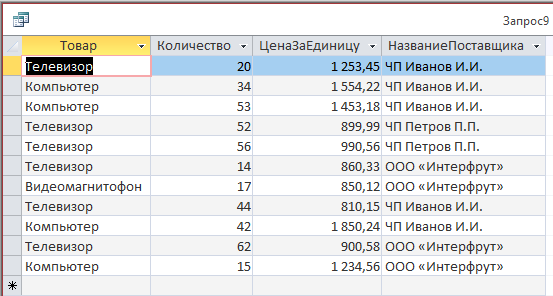 Запрос9
Товар Количество ЦенаЗаЕдиницу НазваниеПоставщика
Телевизор 20 1 253,45 ЧП Иванов И.И.
Компьютер 34 1 554,22 ЧП Иванов И.И.
Компьютер 53 1 453,18 ЧП Иванов И.И.
Телевизор 52 899,99 ЧП Петров П.П.
Телевизор 56 990,56 ЧП Петров П.П.
Телевизор 14 860,33 ООО «Интерфрут»
Видеомагнитофон 17 850,12 ООО «Интерфрут»
Телевизор 44 810,15 ЧП Иванов И.И.
Компьютер 42 1 850,24 ЧП Иванов И.И.
Телевизор 62 900,58 ООО «Интерфрут»
Компьютер 15 1 234,56 ООО «Интерфрут»